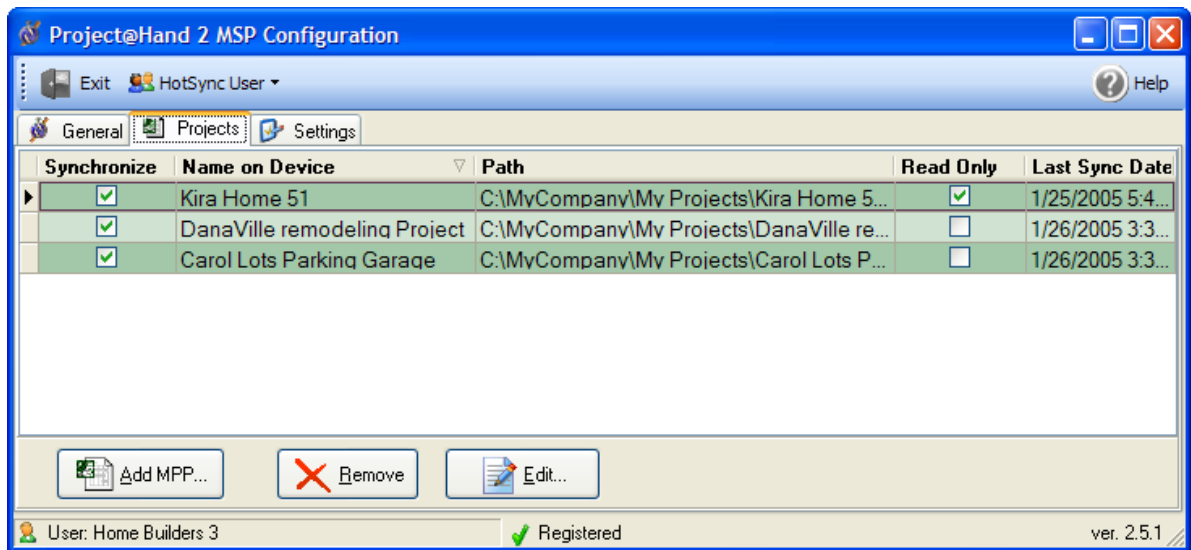 Project@Hand 2 MSP Configuration
Exit HotSync User Help
General Projects Settings
Synchronize Name on Device Path Read Only Last Sync Date
Kira Home 51 C:\MyCompany\My Projects\Kira Home 5... 1/25/2005 5:4...
DanaVille remodeling Project C:\MyCompany\My Projects\DanaVille re... 1/26/2005 3:3...
Carol Lots Parking Garage C:\MyCompany\My Projects\Carol Lots P... 1/26/2005 3:3...
Add MPP... Remove Edit...
User: Home Builders 3 Registered ver. 2.5.1